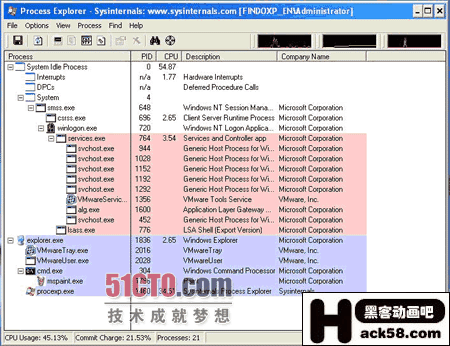 Process Explorer - Sysinternals: www.sysinternals.com [FINDOXP_EN\Administrator]
File Options View Process Find Help
Process PID CPU Description Company Name
System Idle Process 0 54.87
Interrupts n/a 1.77 Hardware Interrupts
DPCs n/a Deferred Procedure Calls
System 4
smss.exe 648 Windows NT Session Mana... Microsoft Corporation
csrss.exe 696 2.65 Client Server Runtime Process Microsoft Corporation
winlogon.exe 720 Windows NT Logon Applica... Microsoft Corporation
services.exe 764 3.54 Services and Controller app Microsoft Corporation
svchost.exe 944 Generic Host Process for Wi... Microsoft Corporation
svchost.exe 1028 Generic Host Process for Wi... Microsoft Corporation
svchost.exe 1152 Generic Host Process for Wi... Microsoft Corporation
svchost.exe 1192 Generic Host Process for Wi... Microsoft Corporation
svchost.exe 1292 Generic Host Process for Wi... Microsoft Corporation
VMwareServic... 1356 VMware Tools Service VMware, Inc.
alg.exe 1600 Application Layer Gateway ... Microsoft Corporation
svchost.exe 452 Generic Host Process for Wi... Microsoft Corporation
lsass.exe 776 LSA Shell (Export Version) Microsoft Corporation
explorer.exe 1836 2.65 Windows Explorer Microsoft Corporation
VMwareTray.exe 2016 VMwareTray VMware, Inc.
VMwareUser.exe 2028 VMwareUser VMware, Inc.
cmd.exe 304 Windows Command Processor Microsoft Corporation
mspaint.exe Microsoft Corporation
procexp.exe Process Explorer Sysinternals
51CTO.com
技术成就梦想
CPU Usage: 45.13% Commit Charge: 21.53% Processes: 21
黑客动画吧
Hack58.com